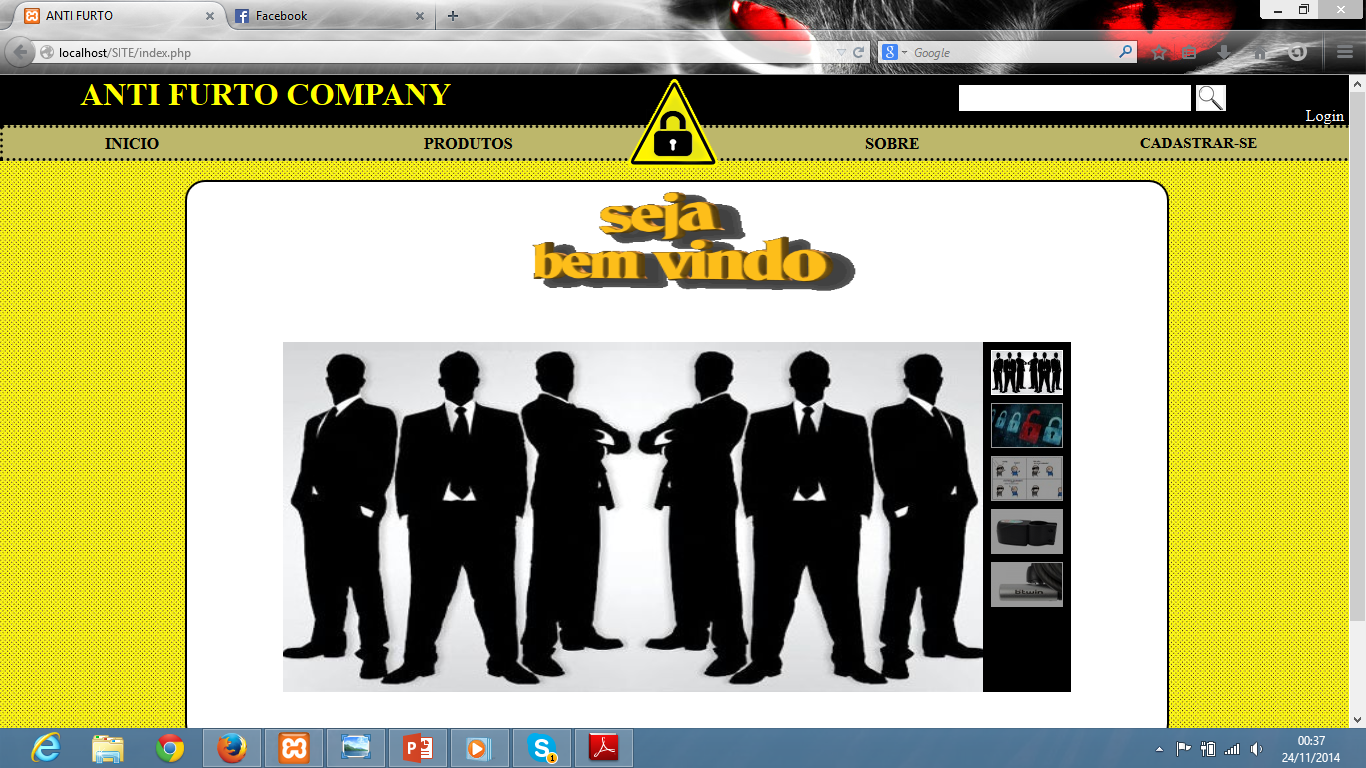 ANTI FURTO
Facebook
localhost/SITE/index.php
Google
ANTI FURTO COMPANY
Login
INICIO
PRODUTOS
SOBRE
CADASTRAR-SE
seja
bem vindo
btwin
00:37
24/11/2014